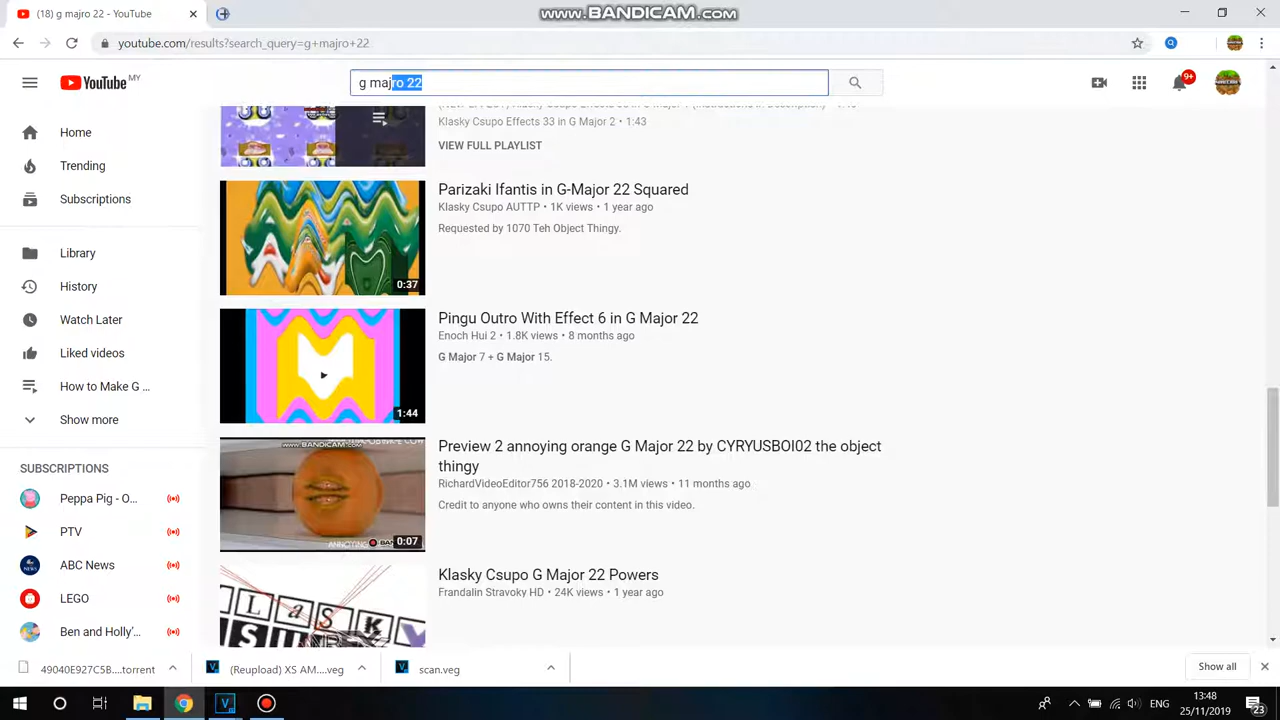 www.BANDICAM.com
(18) g majro 22 - YouTube
youtube.com/results?search_query=g+majro+22
YouTube MY
g majro 22
9+
Home
Trending
Subscriptions
Library
History
Watch Later
Liked videos
How to Make G ...
Show more
SUBSCRIPTIONS
Peppa Pig - O...
PTV
ABC News
LEGO
Ben and Holly'...
Klasky Csupo Effects 33 in G Major 2 • 1:43
VIEW FULL PLAYLIST
Parizaki Ifantis in G-Major 22 Squared
Klasky Csupo AUTTP • 1K views • 1 year ago
Requested by 1070 Teh Object Thingy.
0:37
Pingu Outro With Effect 6 in G Major 22
Enoch Hui 2 • 1.8K views • 8 months ago
G Major 7 + G Major 15.
1:44
Preview 2 annoying orange G Major 22 by CYRYUSBOI02 the object
thingy
RichardVideoEditor756 2018-2020 • 3.1M views • 11 months ago
Credit to anyone who owns their content in this video.
www.BANDICAM.COM
ANNOYING
0:07
Klasky Csupo G Major 22 Powers
Frandalin Stravoky HD • 24K views • 1 year ago
KLASKY
49040E927C5B....torrent
(Reupload) XS AM....veg
scan.veg
Show all
ENG
13:48
25/11/2019
23